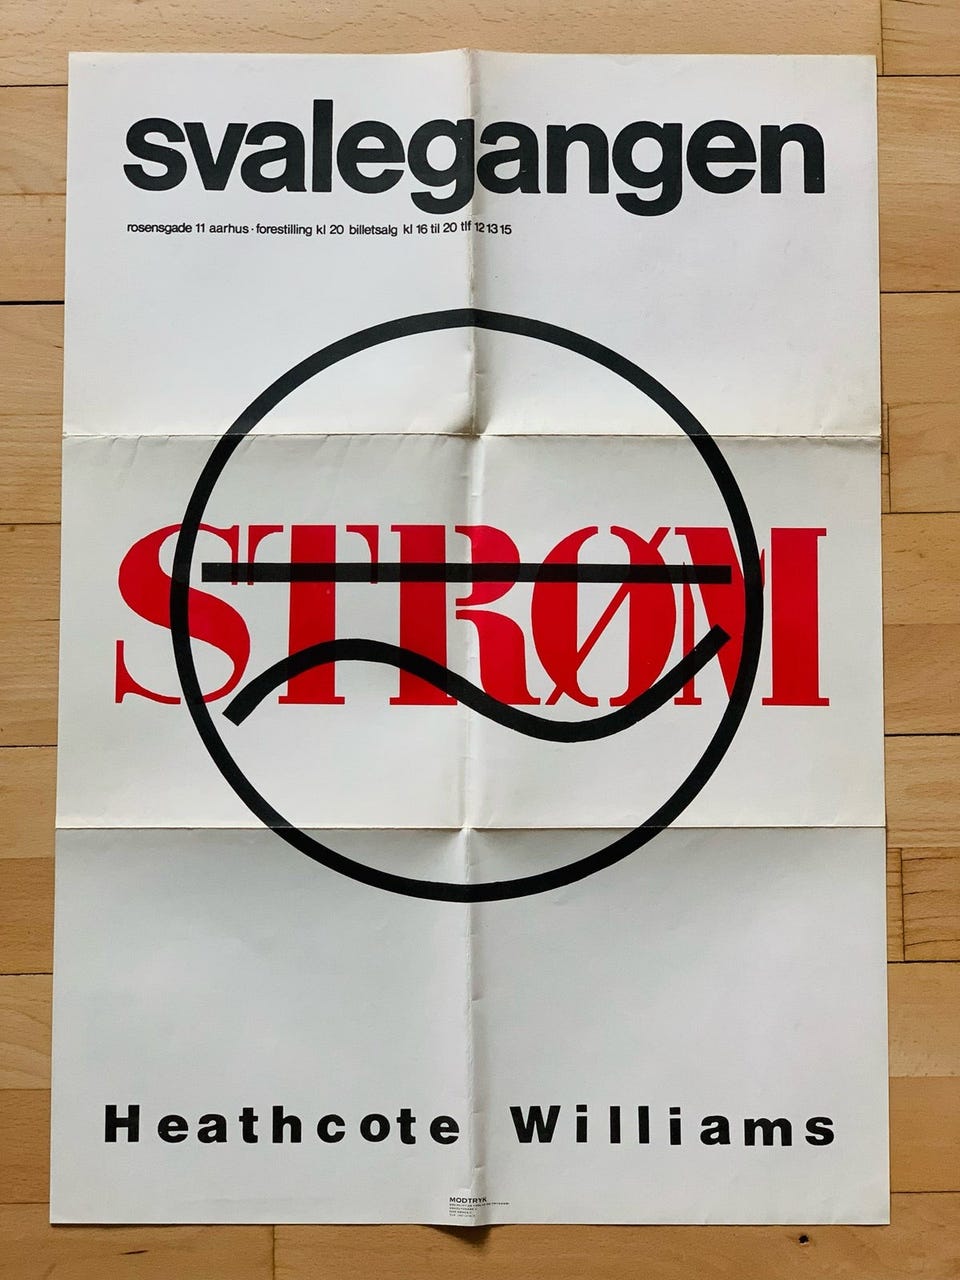 svalegangen
rosensgade 11 aarhus · forestilling kl 20 billetsalg kl 16 til 20 tlf 12 13 15
STRØM
Heathcote Williams
MODTRYK